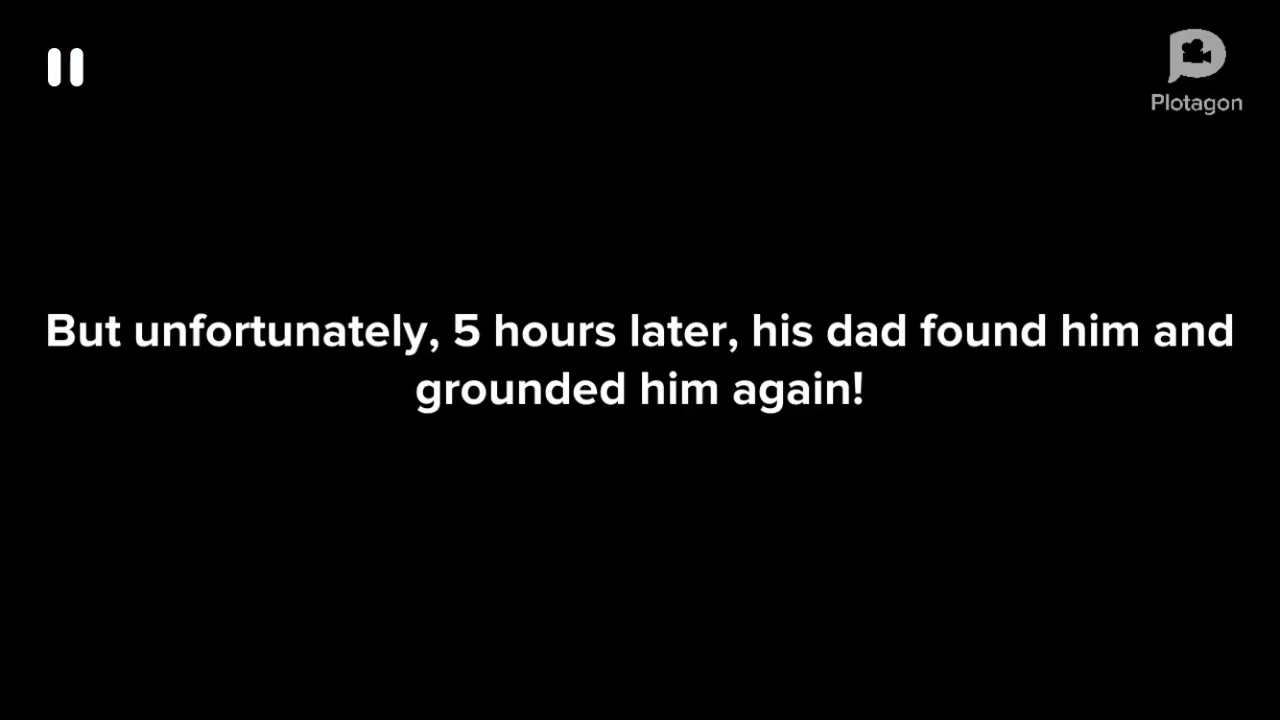 Plotagon
But unfortunately, 5 hours later, his dad found him and
grounded him again!